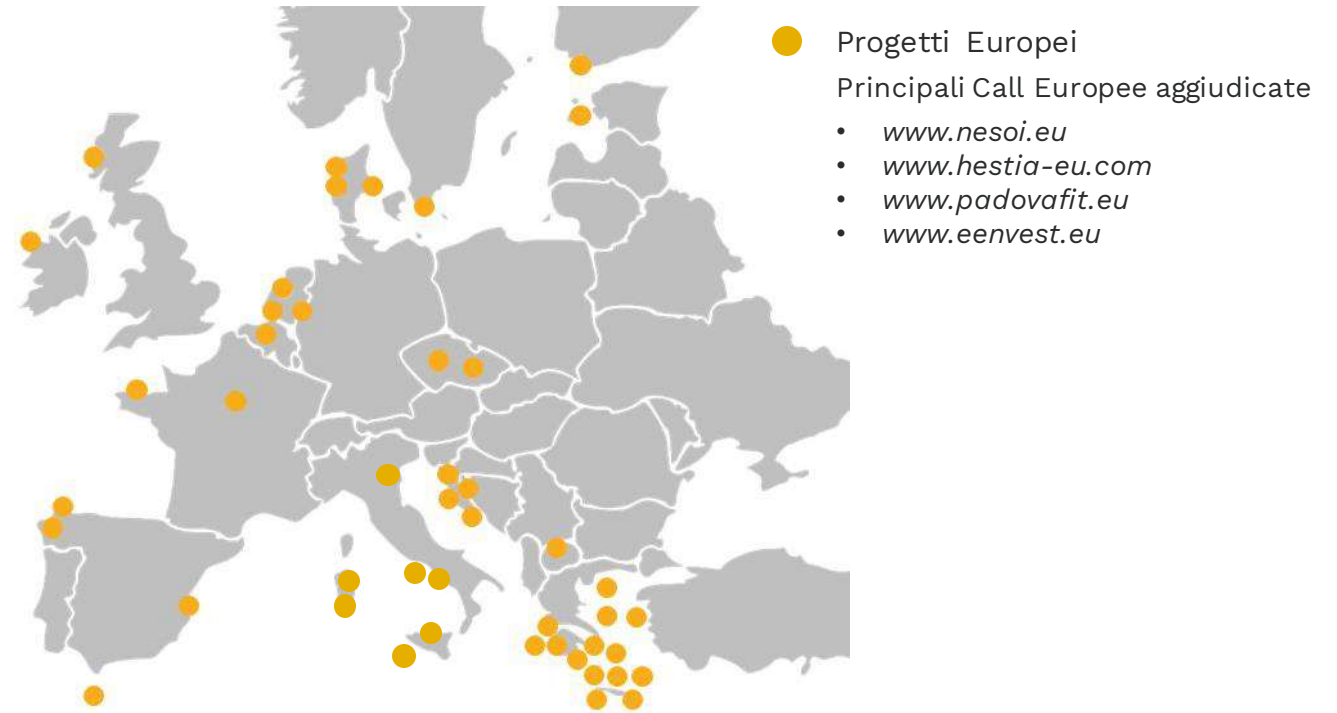 Progetti Europei
Principali Call Europee aggiudicate
• www.nesoi.eu
• www.hestia-eu.com
• www.padovafit.eu
• www.eenvest.eu